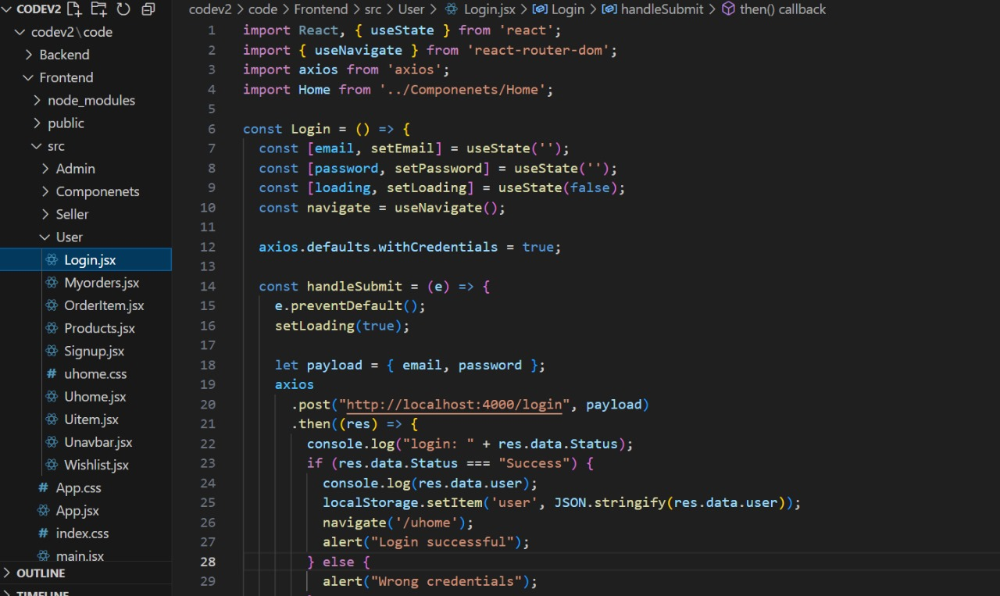 CODEV2
codev2\code
Backend
Frontend
node_modules
public
src
Admin
Componenets
Seller
User
Login.jsx
Myorders.jsx
OrderItem.jsx
Products.jsx
Signup.jsx
# uhome.css
Uhome.jsx
Uitem.jsx
Unavbar.jsx
Wishlist.jsx
# App.css
App.jsx
# index.css
main.jsx
OUTLINE
TIMELINE
codev2 > code > Frontend > src > User > Login.jsx > Login > handleSubmit > then() callback
1 import React, { useState } from 'react';
2 import { useNavigate } from 'react-router-dom';
3 import axios from 'axios';
4 import Home from '../Componenets/Home';
5
6 const Login = () => {
7 const [email, setEmail] = useState('');
8 const [password, setPassword] = useState('');
9 const [loading, setLoading] = useState(false);
10 const navigate = useNavigate();
11
12 axios.defaults.withCredentials = true;
13
14 const handleSubmit = (e) => {
15 e.preventDefault();
16 setLoading(true);
17
18 let payload = { email, password };
19 axios
20 .post("http://localhost:4000/login", payload)
21 .then((res) => {
22 console.log("login: " + res.data.Status);
23 if (res.data.Status === "Success") {
24 console.log(res.data.user);
25 localStorage.setItem('user', JSON.stringify(res.data.user));
26 navigate('/uhome');
27 alert("Login successful");
28 } else {
29 alert("Wrong credentials");